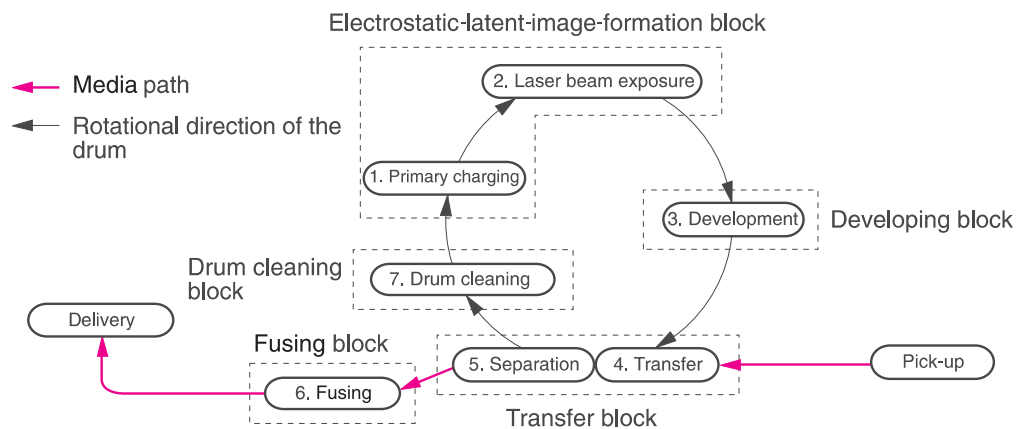 Electrostatic-latent-image-formation block
Media path
Rotational direction of the
drum
2. Laser beam exposure
1. Primary charging
3. Development
Developing block
Drum cleaning
block
7. Drum cleaning
Delivery
Fusing block
5. Separation
4. Transfer
Pick-up
6. Fusing
Transfer block